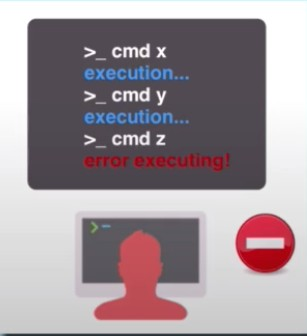 >_ cmd x
execution...
>_ cmd y
execution...
>_ cmd z
error executing!
>-